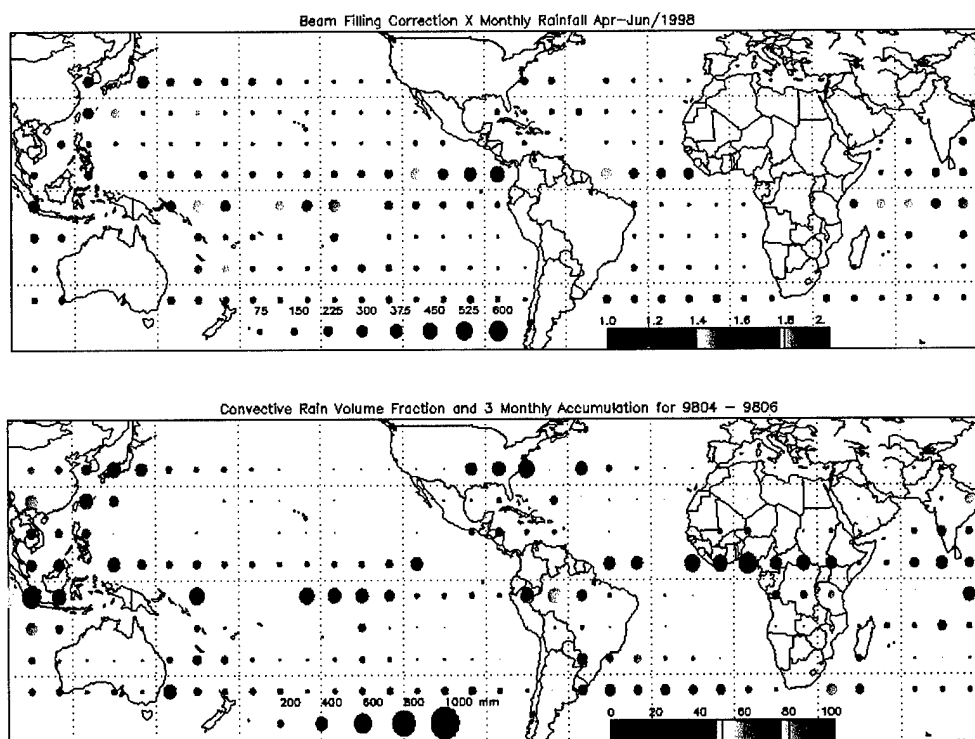 Beam Filling Correction X Monthly Rainfall Apr-Jun/1998
75 150 225 300 375 450 525 600
1.0 1.2 1.4 1.6 1.8 2.
Convective Rain Volume Fraction and 3 Monthly Accumulation for 9804 - 9806
200 400 600 800 1000 mm
0 20 40 60 80 100